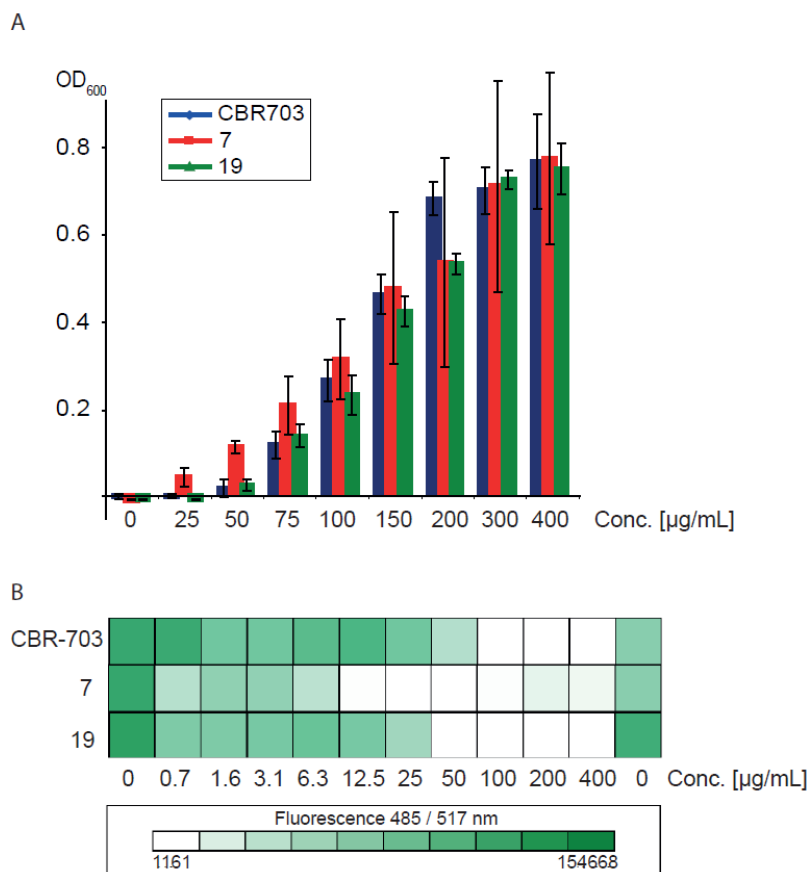 A
OD600
CBR703
7
19
0.8
0.6
0.4
0.2
0 25 50 75 100 150 200 300 400 Conc. [µg/mL]
B
CBR-703
7
19
0 0.7 1.6 3.1 6.3 12.5 25 50 100 200 400 0 Conc. [µg/mL]
Fluorescence 485 / 517 nm
1161 154668